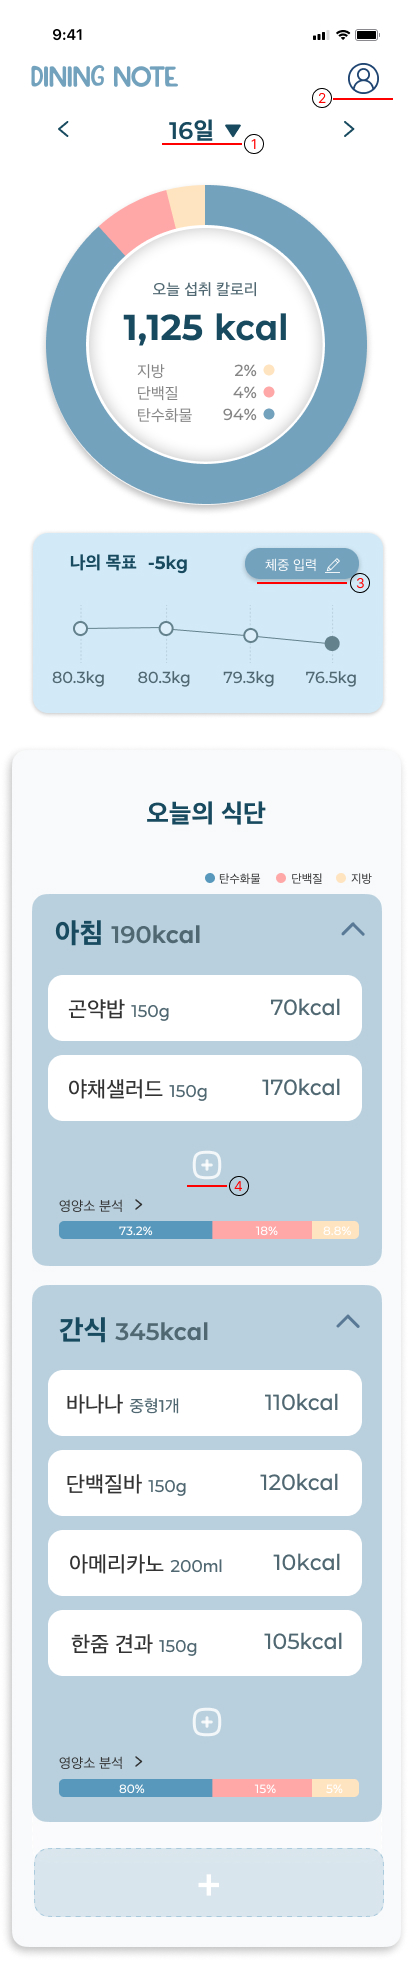 9:41
DINING NOTE
2
16일 ▼
1
오늘 섭취 칼로리
1,125 kcal
지방 2%
단백질 4%
탄수화물 94%
나의 목표 -5kg
체중 입력
3
80.3kg 80.3kg 79.3kg 76.5kg
오늘의 식단
탄수화물 단백질 지방
아침 190kcal
곤약밥 150g 70kcal
야채샐러드 150g 170kcal
4
영양소 분석 >
73.2% 18% 8.8%
간식 345kcal
바나나 중형1개 110kcal
단백질바 150g 120kcal
아메리카노 200ml 10kcal
한줌 견과 150g 105kcal
영양소 분석 >
80% 15% 5%